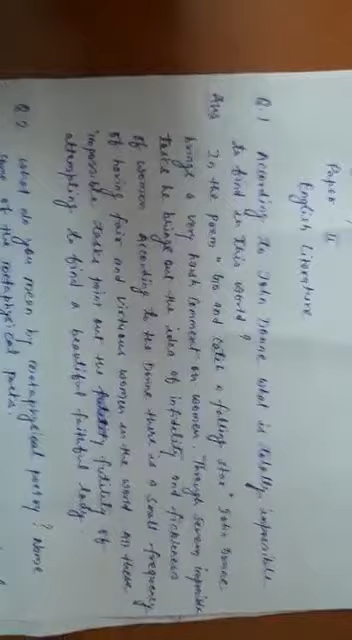 Paper - II
English Literature
Q.1 According to John Donne what is totally impossible
to find in this world?
Ans In the poem "Go and catch a falling star" John Donne
brings a very harsh comment on women. Through seven impossible
tasks he brings out the idea of infidelity and fickleness
of women According to the Donne there is a small frequency
of having fair and virtuous women in the world All these
impossible tasks point out the futility of
attempting to find a beautiful faithful lady.
Q.2 What do you mean by metaphysical poetry? Name
some of the metaphysical poets.